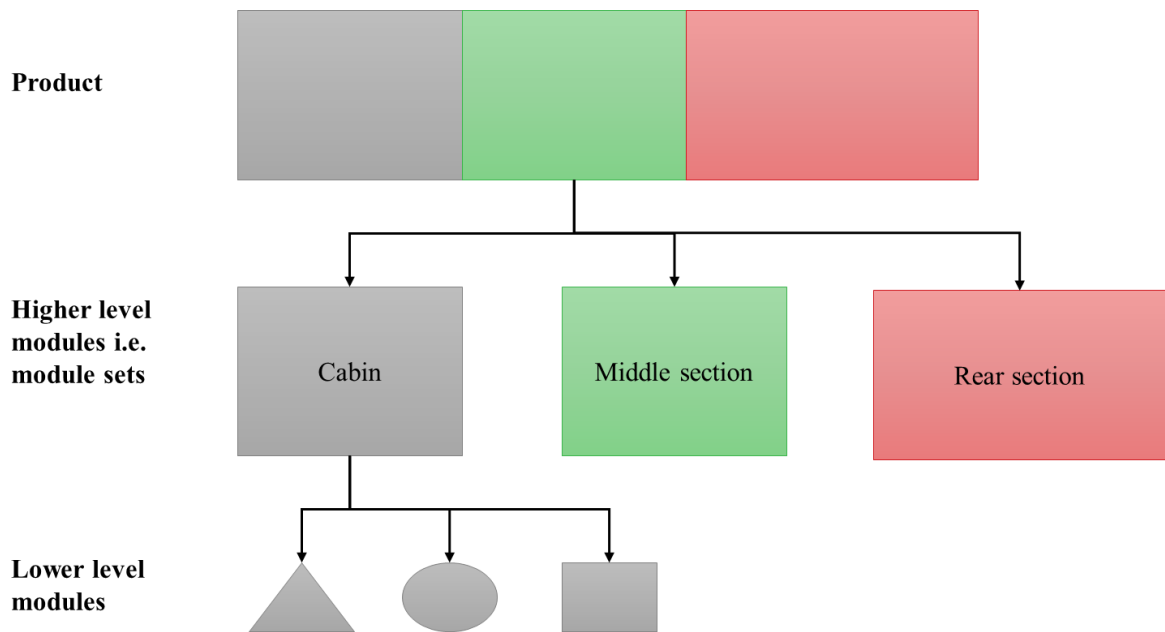 Product
Higher level
modules i.e.
module sets
Cabin
Middle section
Rear section
Lower level
modules